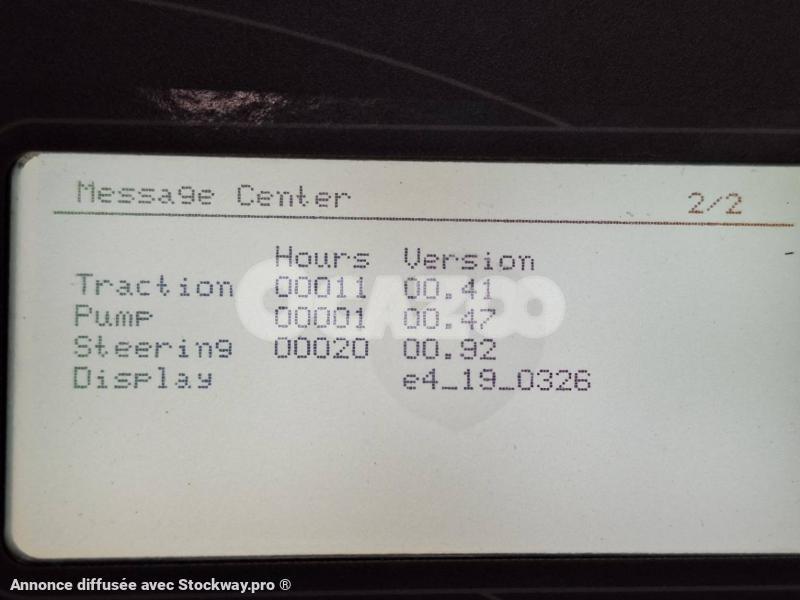 Message Center 2/2
Hours Version
Traction 00011 00.41
Pump 00001 00.47
Steering 00020 00.92
Display e4_19_0326
Annonce diffusée avec Stockway.pro ®